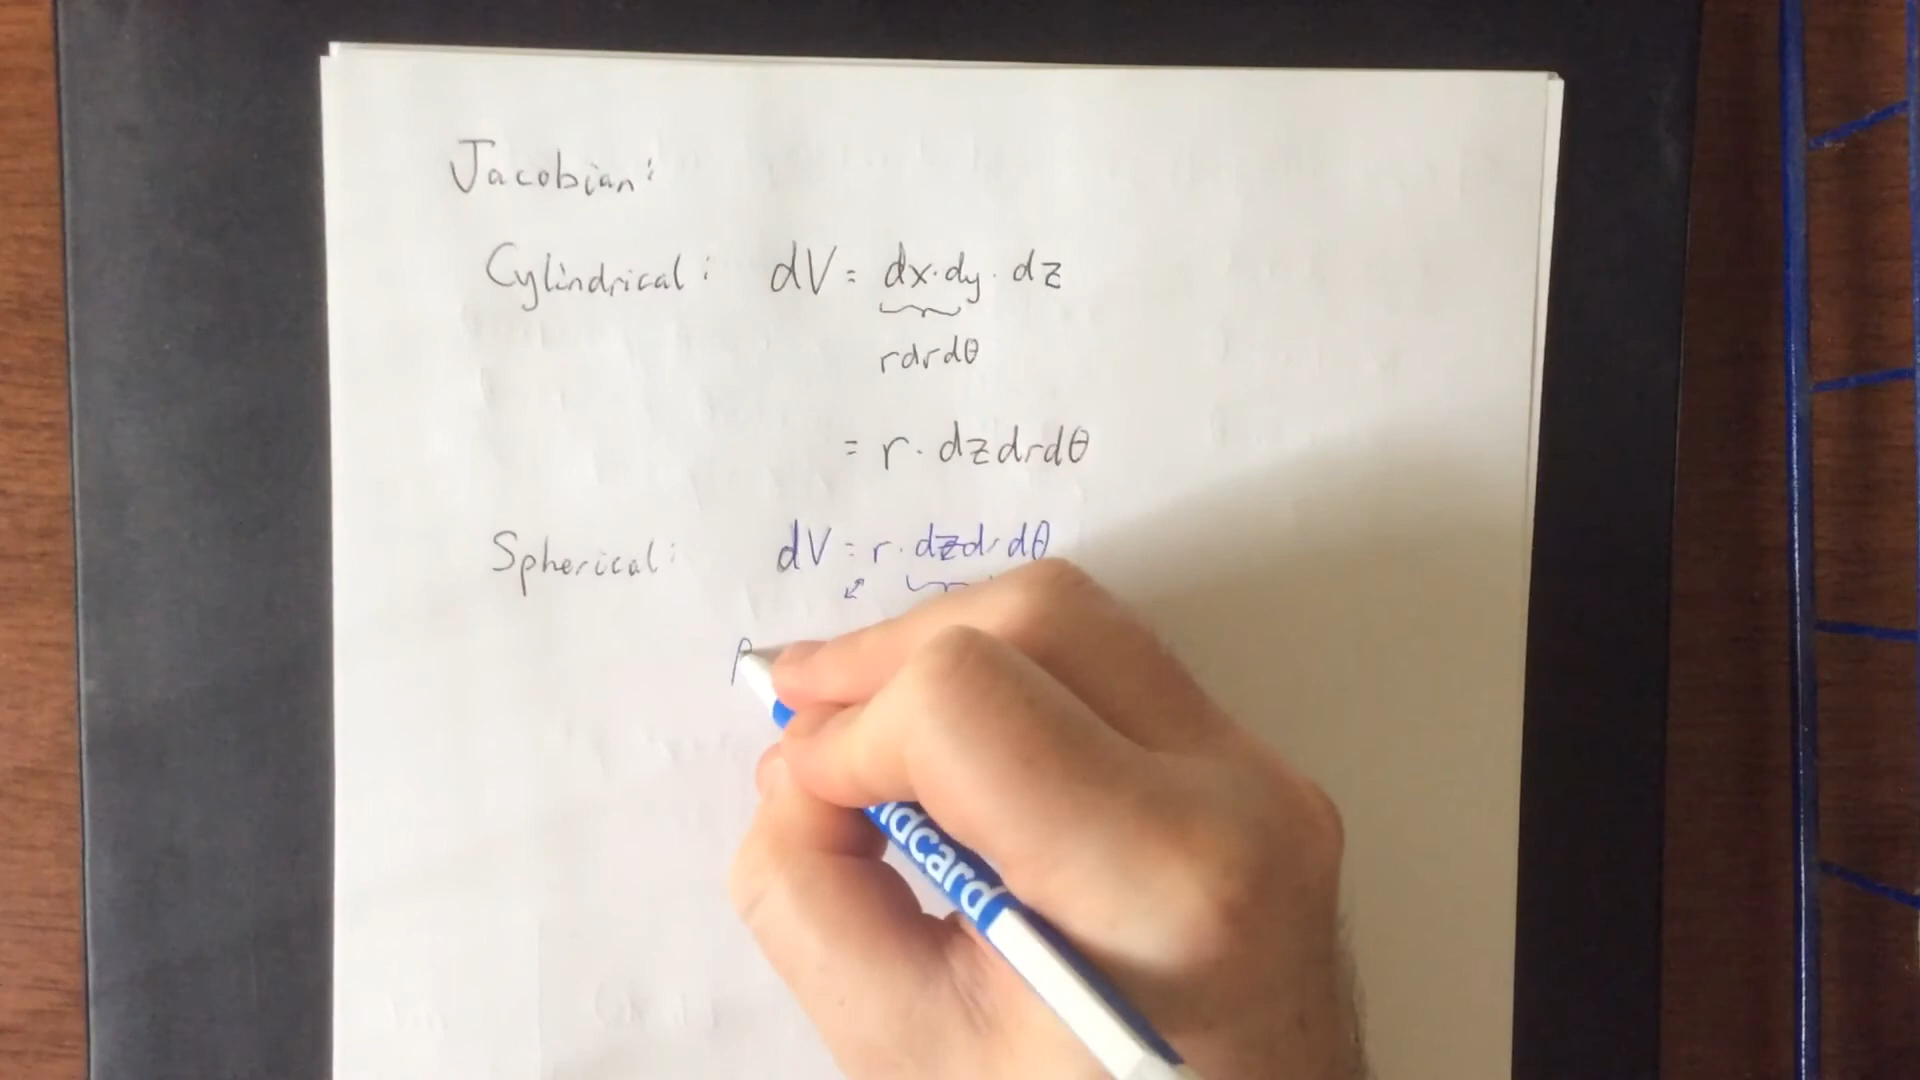 Jacobian:
Cylindrical: dV = dx·dy·dz
rdrdθ
= r·dzdrdθ
Spherical: dV = r·dzdrdθ
ρ